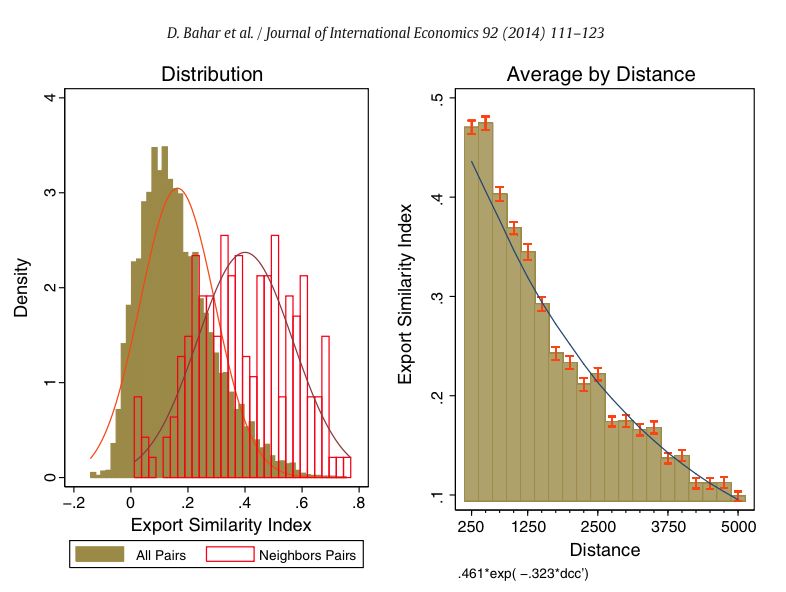 D. Bahar et al. / Journal of International Economics 92 (2014) 111–123
Distribution
4
3
2
1
0
Density
−.2 0 .2 .4 .6 .8
Export Similarity Index
All Pairs Neighbors Pairs
Average by Distance
.5
.4
.3
.2
.1
Export Similarity Index
250 1250 2500 3750 5000
Distance
.461*exp( −.323*dcc')